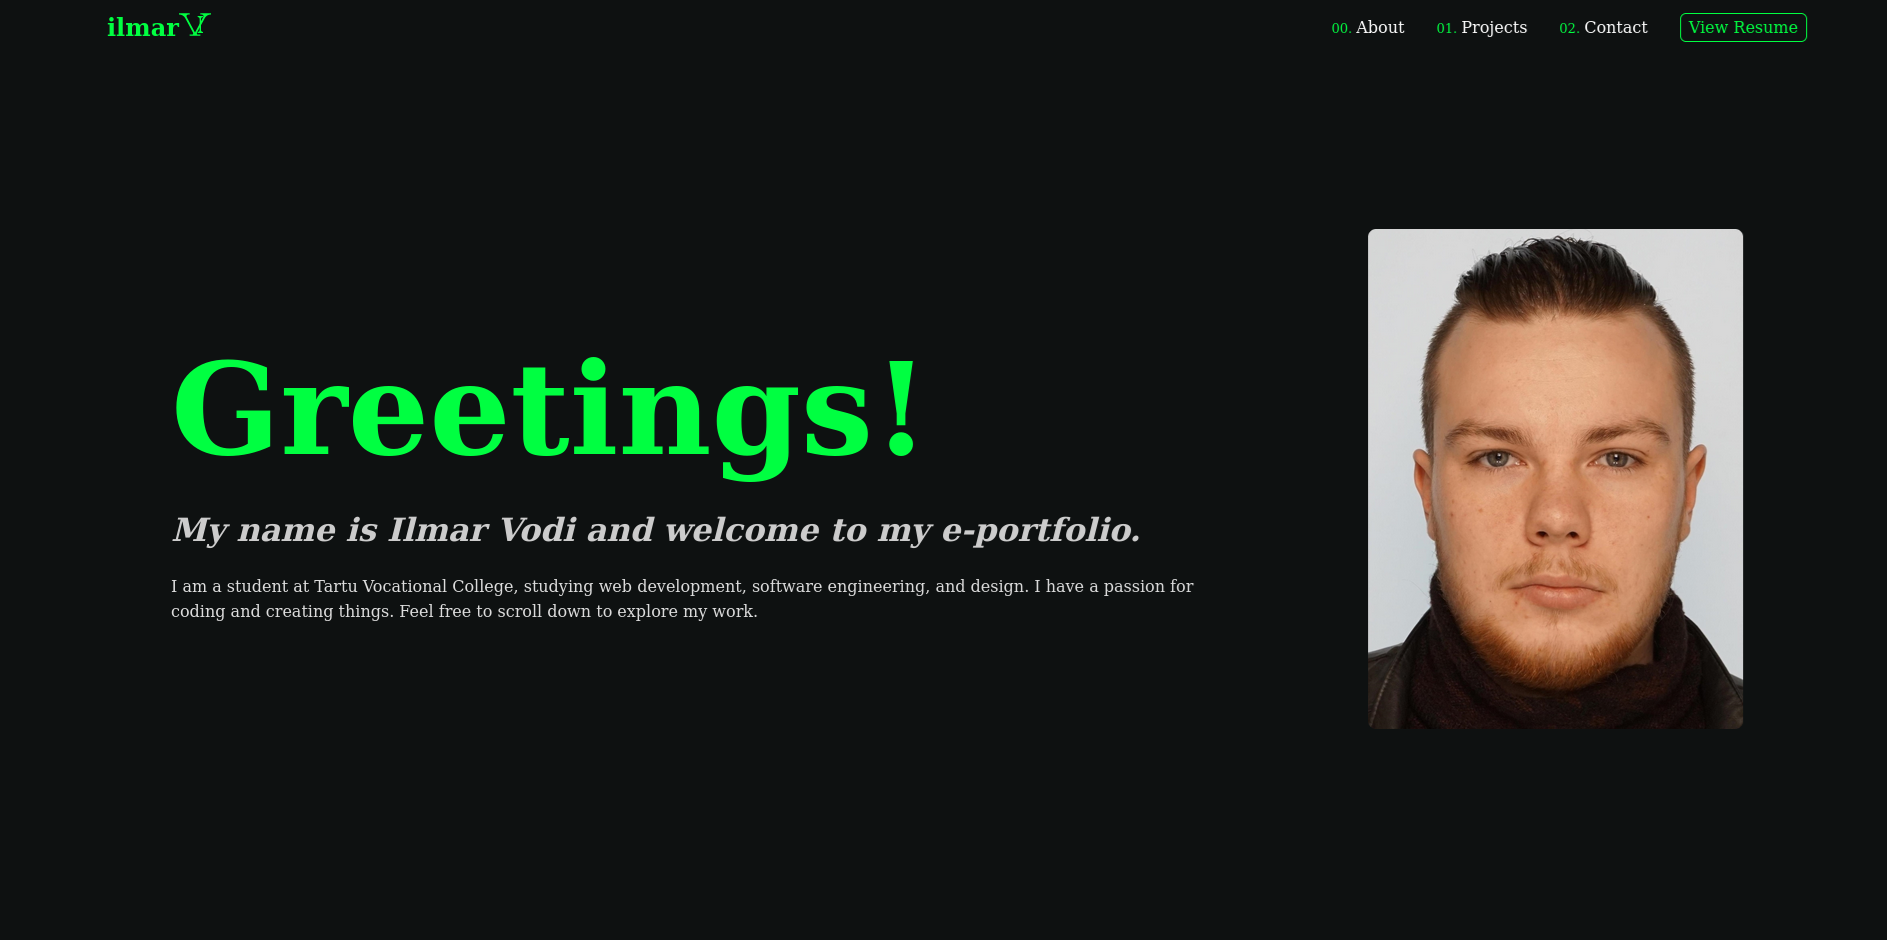 ilmarV
00. About 01. Projects 02. Contact View Resume
Greetings!
My name is Ilmar Vodi and welcome to my e-portfolio.
I am a student at Tartu Vocational College, studying web development, software engineering, and design. I have a passion for
coding and creating things. Feel free to scroll down to explore my work.